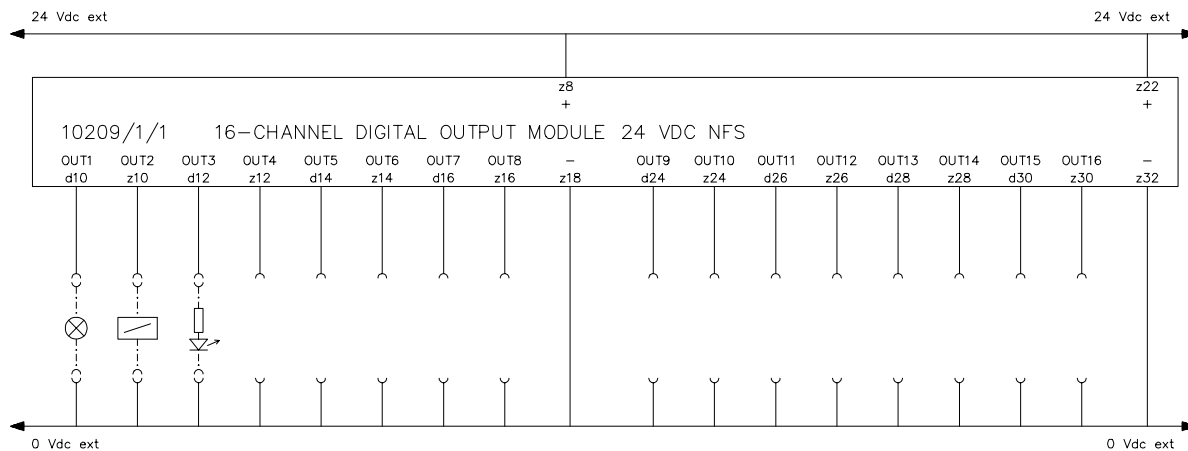 24 Vdc ext 24 Vdc ext
z8 z22
+ +
10209/1/1 16-CHANNEL DIGITAL OUTPUT MODULE 24 VDC NFS
OUT1 OUT2 OUT3 OUT4 OUT5 OUT6 OUT7 OUT8 − OUT9 OUT10 OUT11 OUT12 OUT13 OUT14 OUT15 OUT16 −
d10 z10 d12 z12 d14 z14 d16 z16 z18 d24 z24 d26 z26 d28 z28 d30 z30 z32
0 Vdc ext 0 Vdc ext